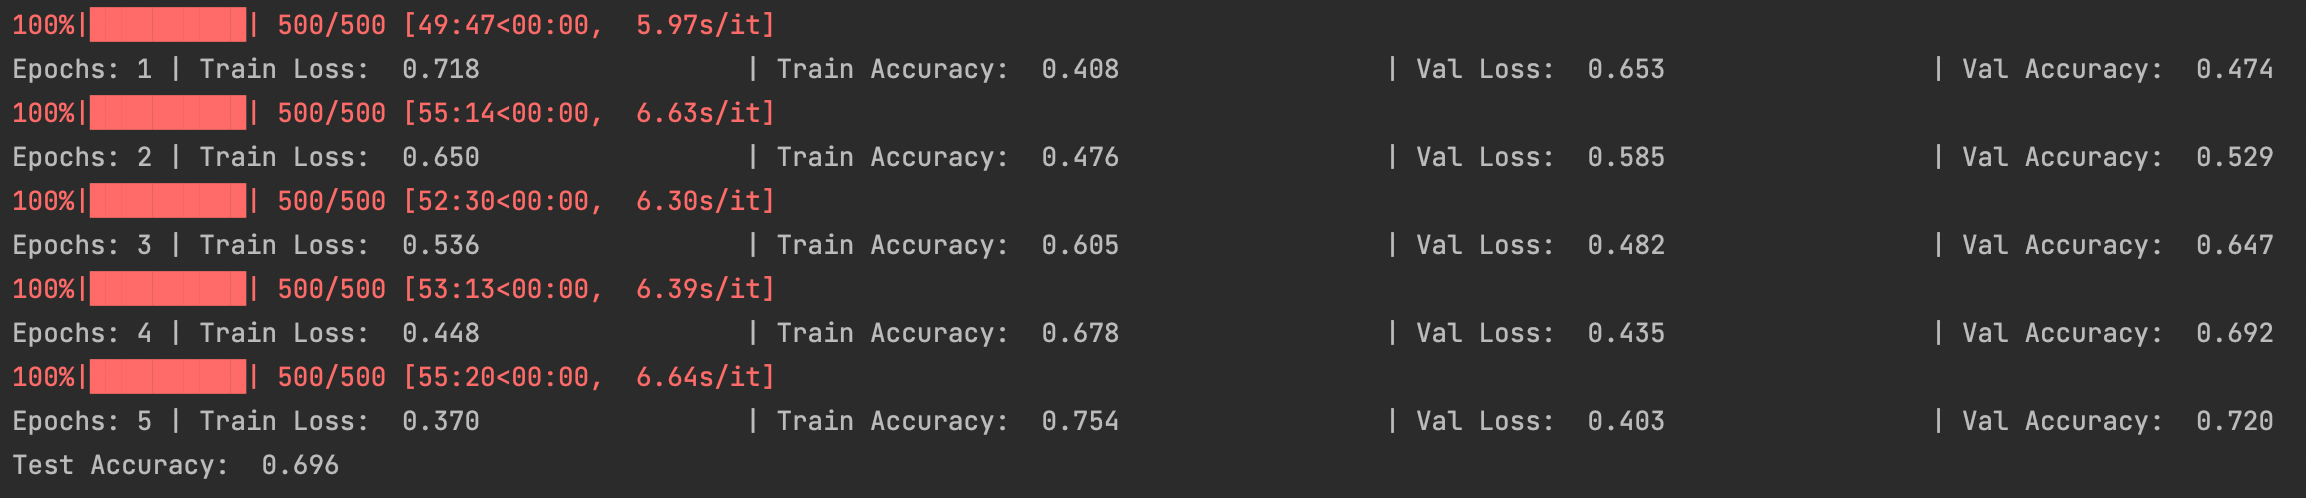 100%|██████████| 500/500 [49:47<00:00,  5.97s/it]
Epochs: 1 | Train Loss:  0.718                 | Train Accuracy:  0.408                 | Val Loss:  0.653                 | Val Accuracy:  0.474
100%|██████████| 500/500 [55:14<00:00,  6.63s/it]
Epochs: 2 | Train Loss:  0.650                 | Train Accuracy:  0.476                 | Val Loss:  0.585                 | Val Accuracy:  0.529
100%|██████████| 500/500 [52:30<00:00,  6.30s/it]
Epochs: 3 | Train Loss:  0.536                 | Train Accuracy:  0.605                 | Val Loss:  0.482                 | Val Accuracy:  0.647
100%|██████████| 500/500 [53:13<00:00,  6.39s/it]
Epochs: 4 | Train Loss:  0.448                 | Train Accuracy:  0.678                 | Val Loss:  0.435                 | Val Accuracy:  0.692
100%|██████████| 500/500 [55:20<00:00,  6.64s/it]
Epochs: 5 | Train Loss:  0.370                 | Train Accuracy:  0.754                 | Val Loss:  0.403                 | Val Accuracy:  0.720
Test Accuracy:  0.696